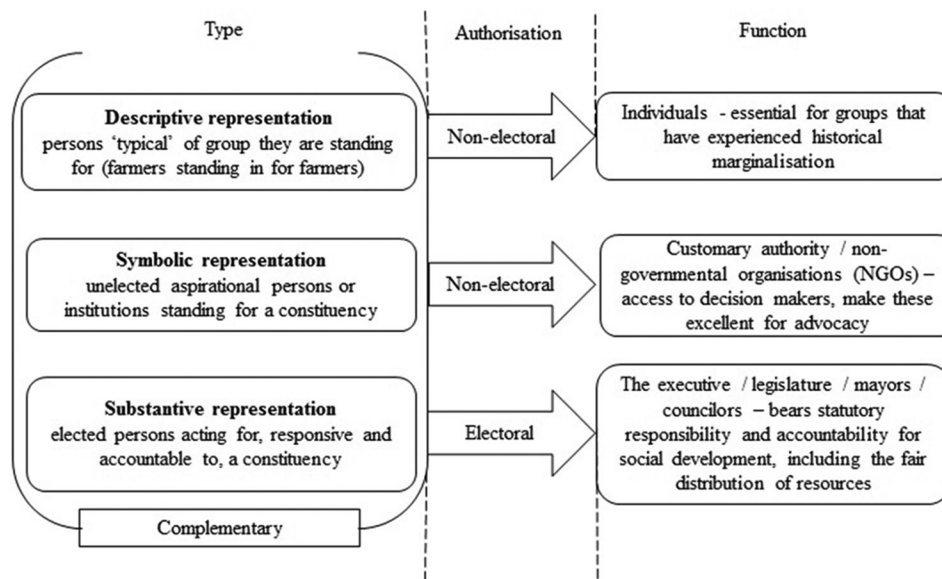 Type
Authorisation
Function
Descriptive representation
persons ‘typical’ of group they are standing
for (farmers standing in for farmers)
Non-electoral
Individuals - essential for groups that
have experienced historical
marginalisation
Symbolic representation
unelected aspirational persons or
institutions standing for a constituency
Non-electoral
Customary authority / non-
governmental organisations (NGOs) –
access to decision makers, make these
excellent for advocacy
Substantive representation
elected persons acting for, responsive and
accountable to, a constituency
Electoral
The executive / legislature / mayors /
councilors – bears statutory
responsibility and accountability for
social development, including the fair
distribution of resources
Complementary